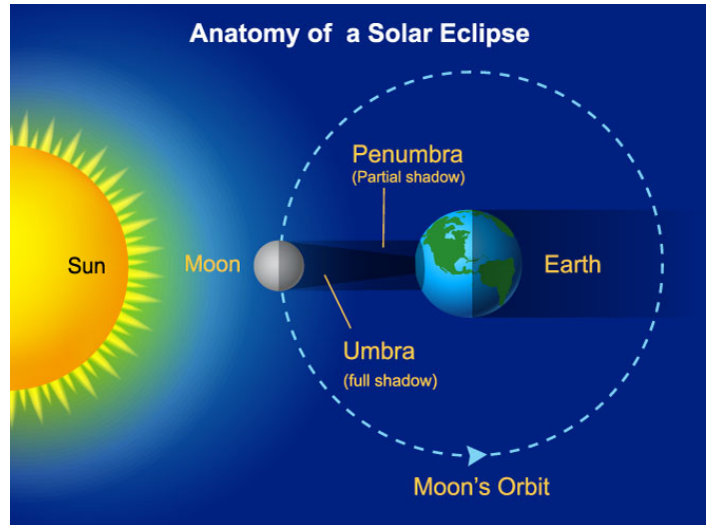 Anatomy of a Solar Eclipse
Penumbra
(Partial shadow)
Sun
Moon
Earth
Umbra
(full shadow)
Moon's Orbit